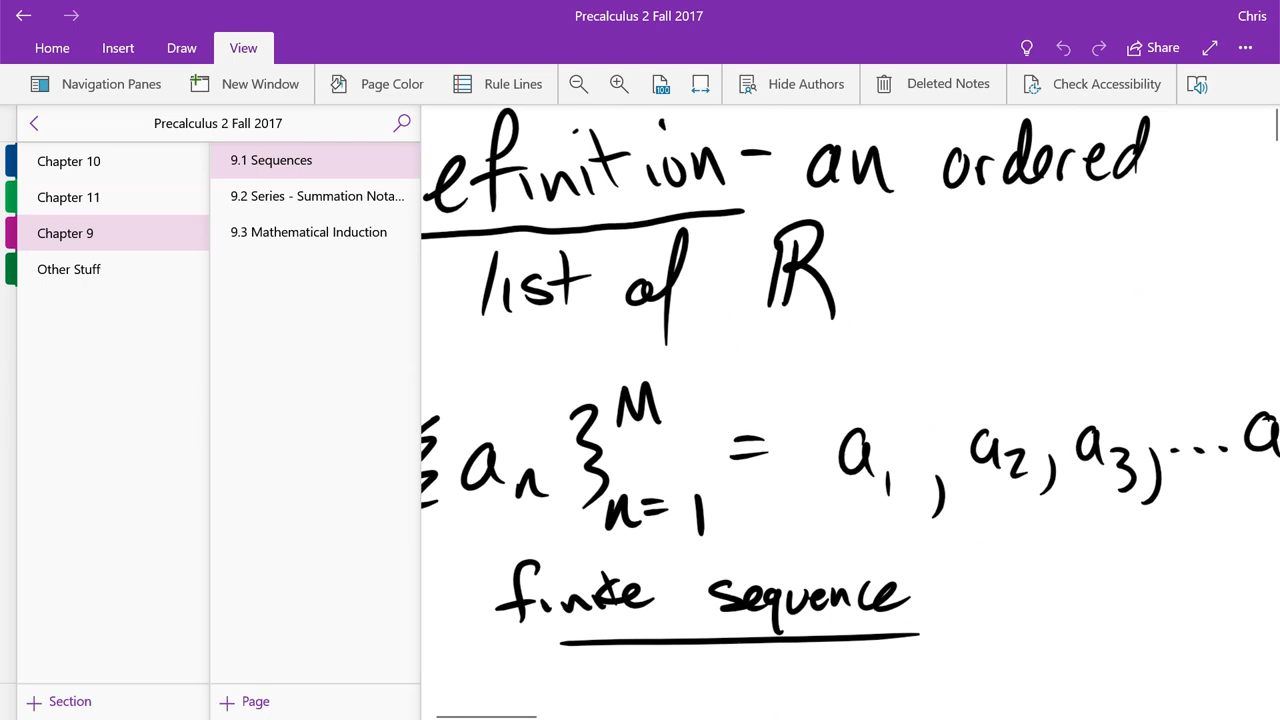 Precalculus 2 Fall 2017
Chris
Home Insert Draw View
Share
Navigation Panes New Window Page Color Rule Lines 100 Hide Authors Deleted Notes Check Accessibility
Precalculus 2 Fall 2017
Chapter 10
Chapter 11
Chapter 9
Other Stuff
9.1 Sequences
9.2 Series - Summation Nota...
9.3 Mathematical Induction
+ Section
+ Page
efinition - an ordered
list of ℝ
{aₙ}ᴹₙ₌₁ = a₁, a₂, a₃, ... a
finite sequence